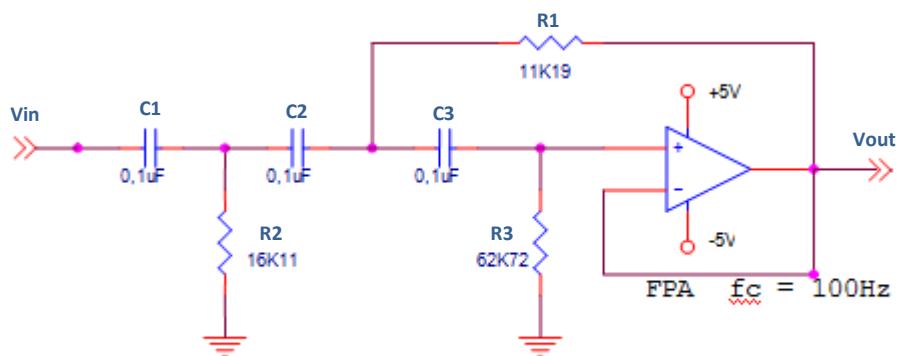 R1
11K19
Vin
C1
0,1uF
C2
0,1uF
C3
0,1uF
+5V
+
-
-5V
Vout
R2
16K11
R3
62K72
FPA fc = 100Hz